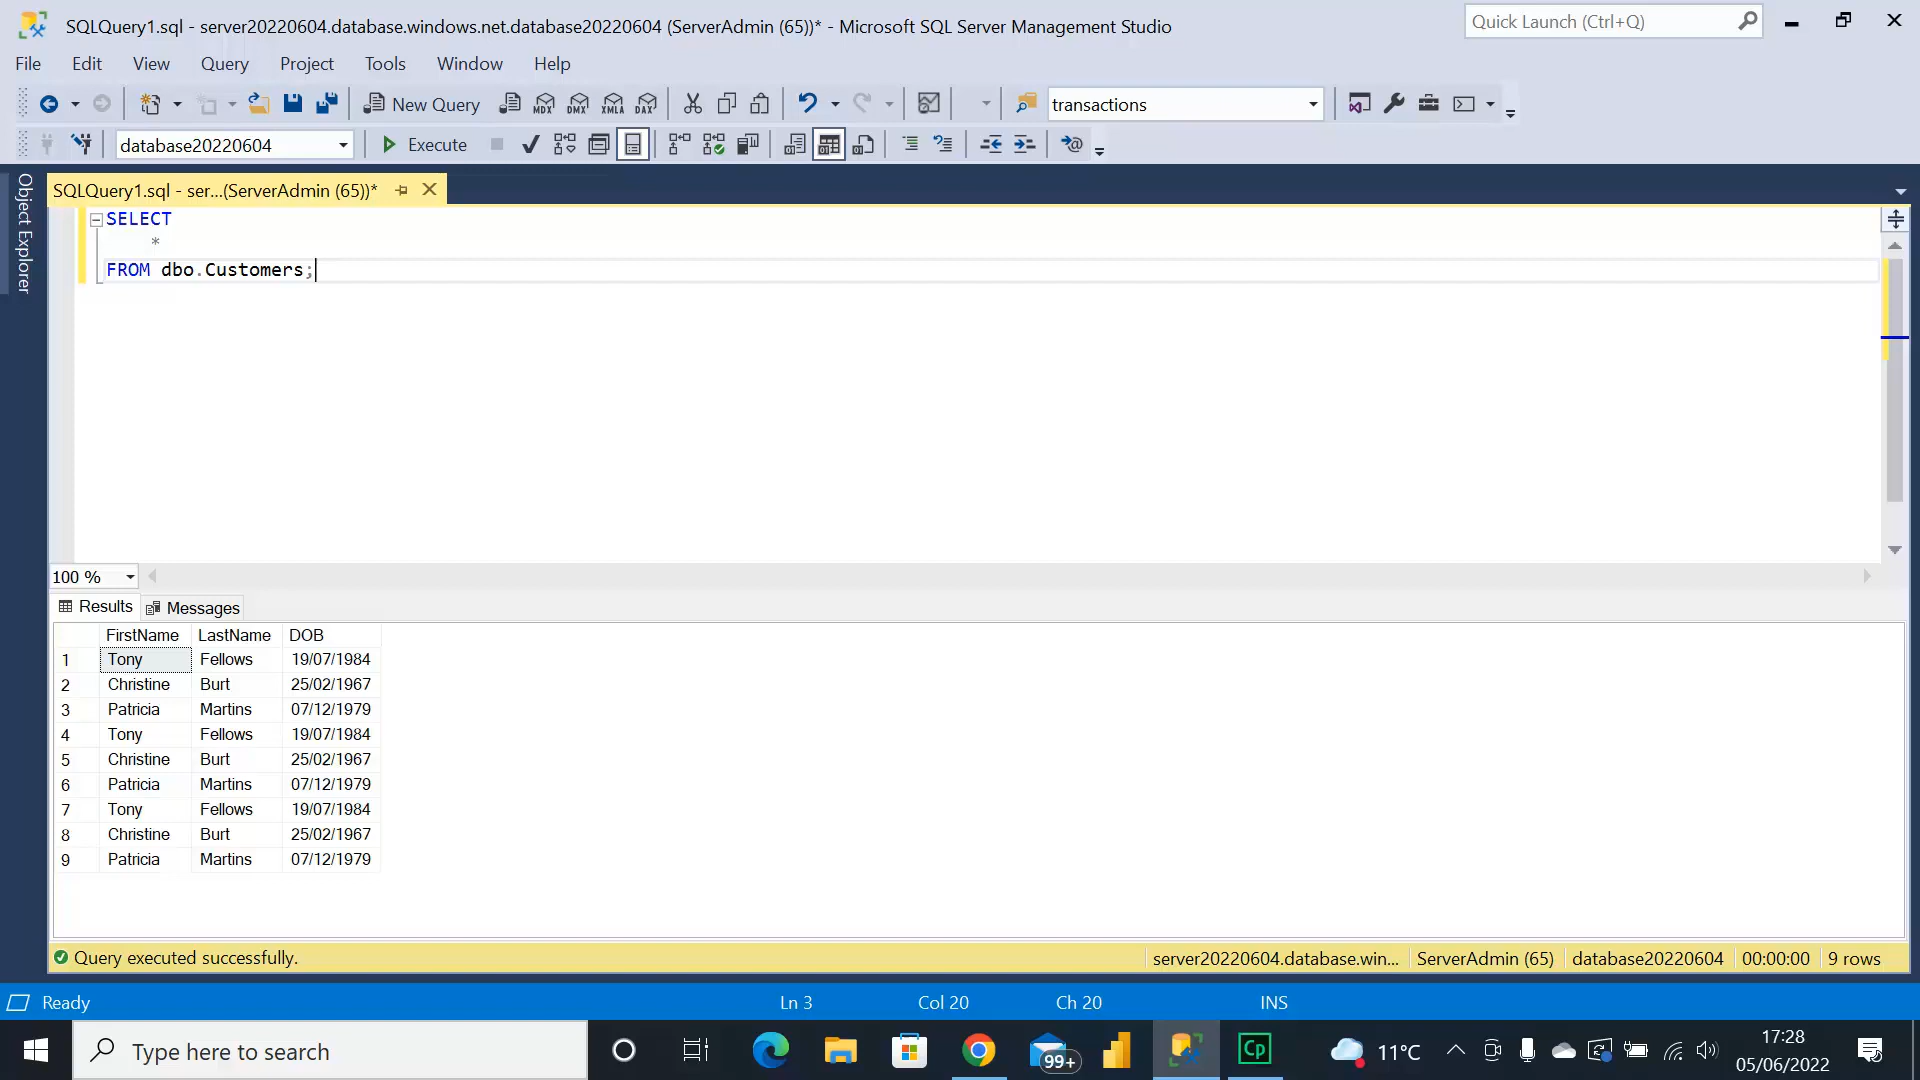 SQLQuery1.sql - server20220604.database.windows.net.database20220604 (ServerAdmin (65))* - Microsoft SQL Server Management Studio
Quick Launch (Ctrl+Q)
File Edit View Query Project Tools Window Help
New Query MDX DMX XMLA DAX transactions
database20220604 Execute
Object Explorer
SQLQuery1.sql - ser...(ServerAdmin (65))*
SELECT
*
FROM dbo.Customers;
100 %
Results Messages
FirstName LastName DOB
1 Tony Fellows 19/07/1984
2 Christine Burt 25/02/1967
3 Patricia Martins 07/12/1979
4 Tony Fellows 19/07/1984
5 Christine Burt 25/02/1967
6 Patricia Martins 07/12/1979
7 Tony Fellows 19/07/1984
8 Christine Burt 25/02/1967
9 Patricia Martins 07/12/1979
Query executed successfully. server20220604.database.win... ServerAdmin (65) database20220604 00:00:00 9 rows
Ready Ln 3 Col 20 Ch 20 INS
Type here to search 99+ Cp 11°C 17:28
05/06/2022